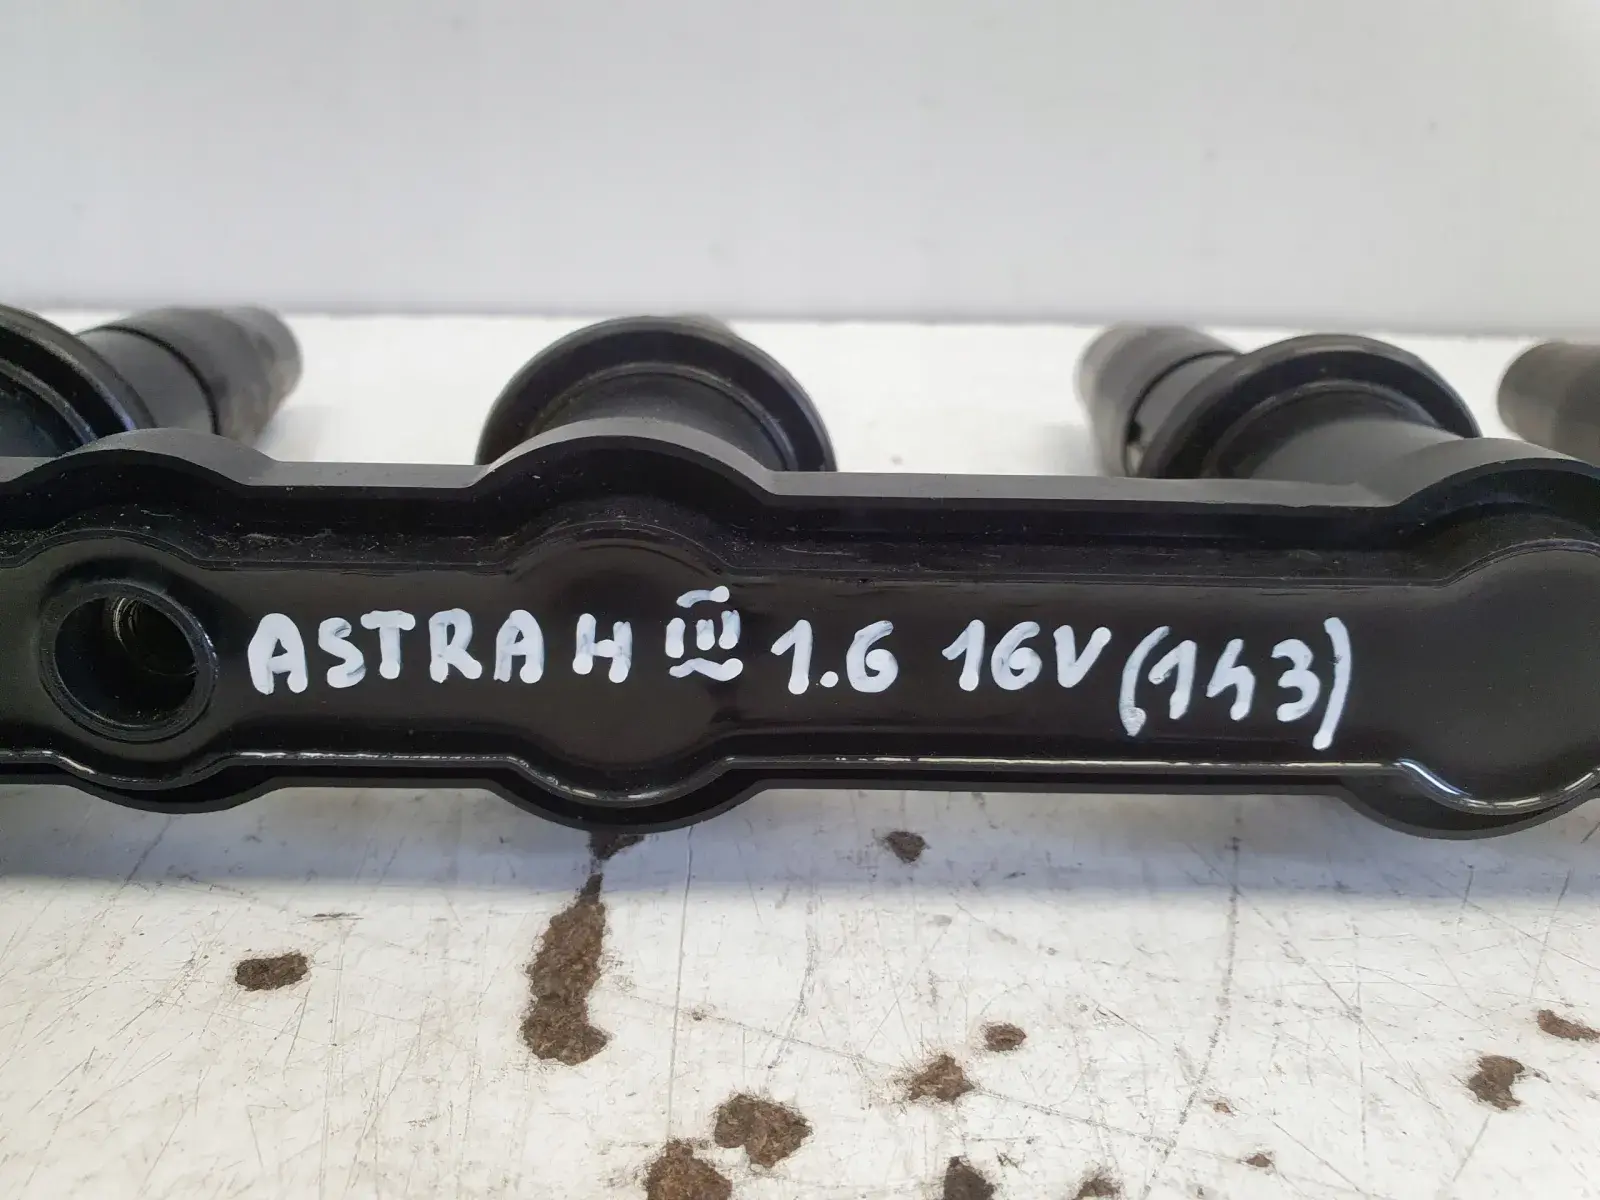 ASTRA H III 1.6 16V (143)